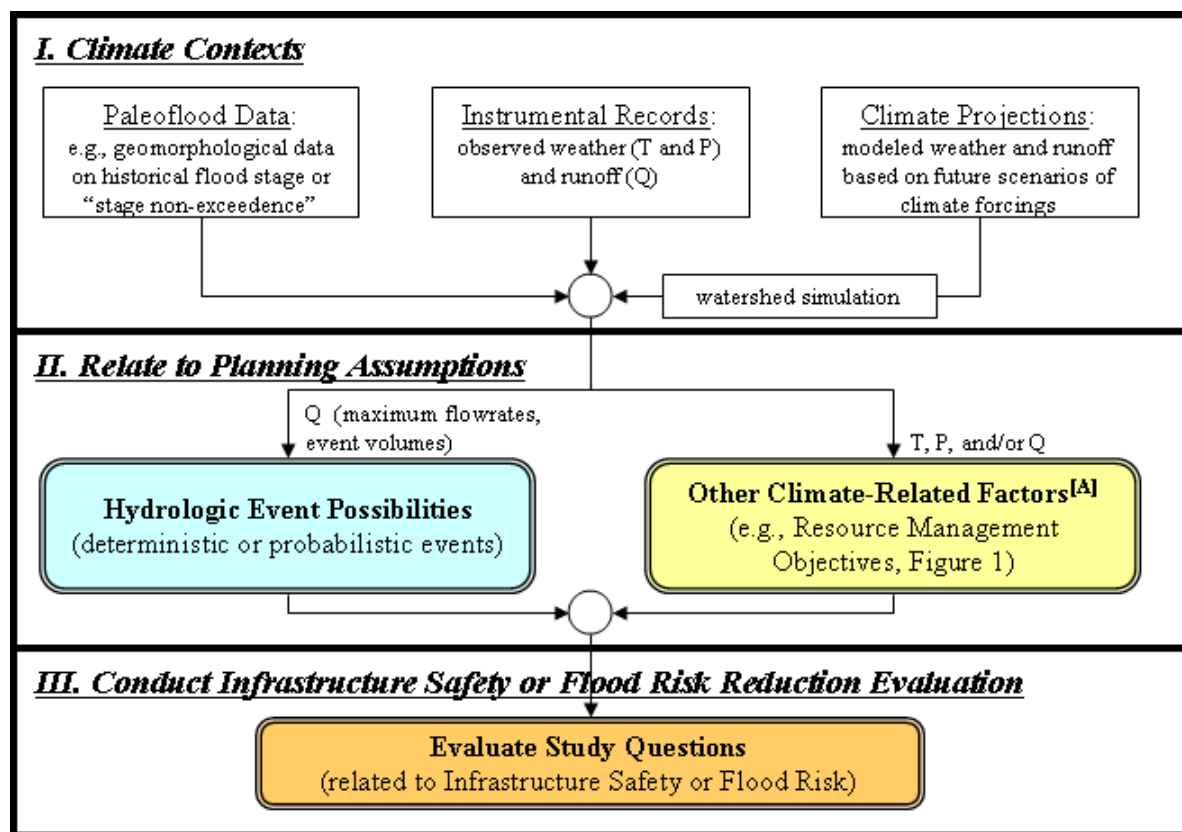 I. Climate Contexts
Paleoflood Data:
e.g., geomorphological data
on historical flood stage or
“stage non-exceedence”
Instrumental Records:
observed weather (T and P)
and runoff (Q)
Climate Projections:
modeled weather and runoff
based on future scenarios of
climate forcings
watershed simulation
II. Relate to Planning Assumptions
Q (maximum flowrates,
event volumes)
T, P, and/or Q
Hydrologic Event Possibilities
(deterministic or probabilistic events)
Other Climate-Related Factors[A]
(e.g., Resource Management
Objectives, Figure 1)
III. Conduct Infrastructure Safety or Flood Risk Reduction Evaluation
Evaluate Study Questions
(related to Infrastructure Safety or Flood Risk)